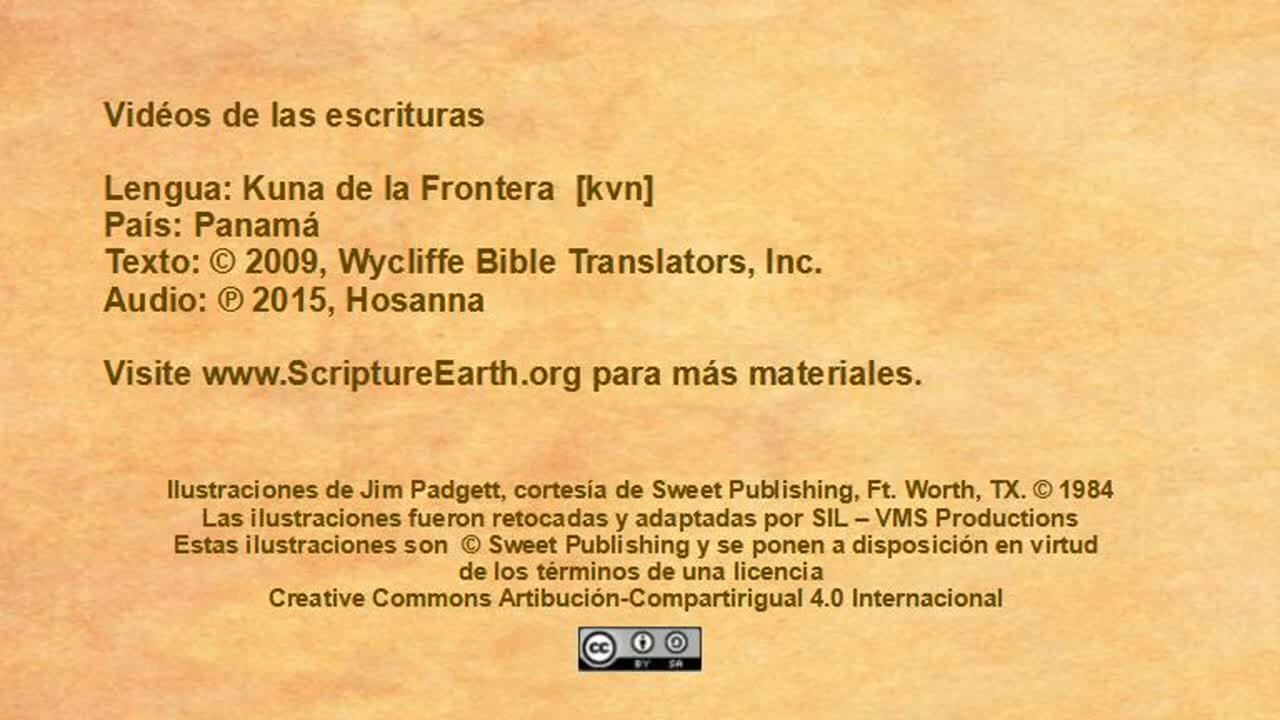 Vidéos de las escrituras
Lengua: Kuna de la Frontera  [kvn]
País: Panamá
Texto: © 2009, Wycliffe Bible Translators, Inc.
Audio: ℗ 2015, Hosanna
Visite www.ScriptureEarth.org para más materiales.
Ilustraciones de Jim Padgett, cortesía de Sweet Publishing, Ft. Worth, TX. © 1984
Las ilustraciones fueron retocadas y adaptadas por SIL – VMS Productions
Estas ilustraciones son  © Sweet Publishing y se ponen a disposición en virtud
de los términos de una licencia
Creative Commons Artibución-Compartirigual 4.0 Internacional
cc BY SA